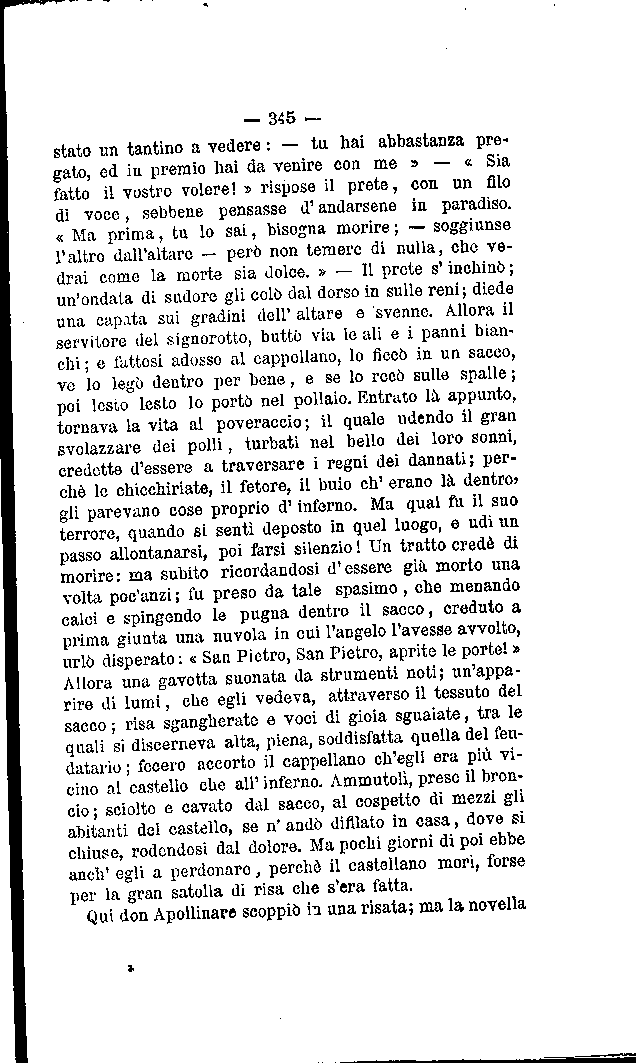 — 345 —
stato un tantino a vedere : — tu hai abbastanza pre-
gato, ed in premio hai da venire con me » — « Sia
fatto il vostro volere! » rispose il prete, con un filo
di voce, sebbene pensasse d' andarsene in paradiso.
« Ma prima, tu lo sai, bisogna morire ; — soggiunse
l'altro dall'altare — però non temere di nulla, che ve-
drai come la morte sia dolce. » — Il prete s' inchinò ;
un'ondata di sudore gli colò dal dorso in sulle reni; diede
una capata sui gradini dell' altare e svenne. Allora il
servitore del signorotto, buttò via le ali e i panni bian-
chi ; e fattosi adosso al cappellano, lo ficcò in un sacco,
ve lo legò dentro per bene, e se lo recò sulle spalle ;
poi lesto lesto lo portò nel pollaio. Entrato là appunto,
tornava la vita al poveraccio; il quale udendo il gran
svolazzare dei polli, turbati nel bello dei loro sonni,
credette d'essere a traversare i regni dei dannati; per-
chè le chicchiriate, il fetore, il buio ch' erano là dentro,
gli parevano cose proprio d' inferno. Ma qual fu il suo
terrore, quando si sentì deposto in quel luogo, e udì un
passo allontanarsi, poi farsi silenzio! Un tratto credè di
morire: ma subito ricordandosi d'essere già morto una
volta poc'anzi ; fu preso da tale spasimo, che menando
calci e spingendo le pugna dentro il sacco, creduto a
prima giunta una nuvola in cui l'angelo l'avesse avvolto,
urlò disperato : « San Pietro, San Pietro, aprite le porte! »
Allora una gavotta suonata da strumenti noti; un'appa-
rire di lumi, che egli vedeva, attraverso il tessuto del
sacco ; risa sgangherate e voci di gioia sguaiate, tra le
quali si discerneva alta, piena, soddisfatta quella del feu-
datario ; fecero accorto il cappellano ch'egli era più vi-
cino al castello che all' inferno. Ammutolì, prese il bron-
cio ; sciolto e cavato dal sacco, al cospetto di mezzi gli
abitanti del castello, se n' andò difilato in casa, dove si
chiuse, rodendosi dal dolore. Ma pochi giorni di poi ebbe
anch' egli a perdonare, perchè il castellano morì, forse
per la gran satolla di risa che s'era fatta.
Qui don Apollinare scoppiò in una risata; ma la novella